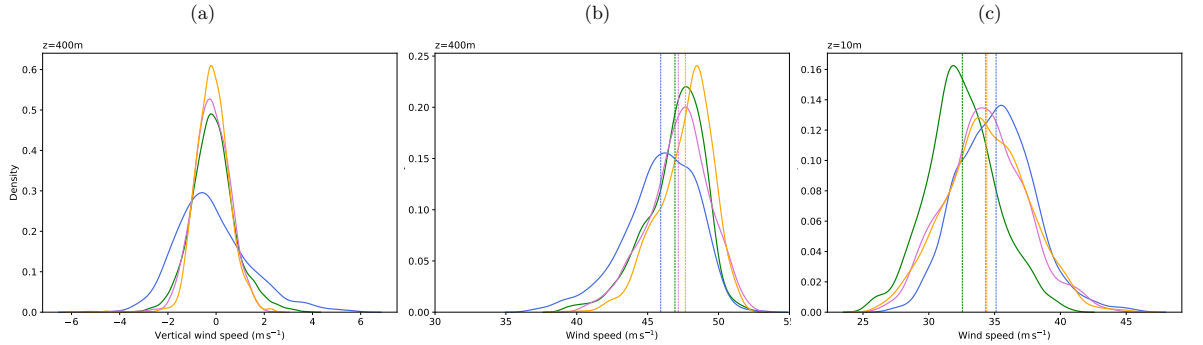 (a)
(b)
(c)
z=400m
z=400m
z=10m
Density
0.6
0.5
0.4
0.3
0.2
0.1
0.0
−6 −4 −2 0 2 4 6
Vertical wind speed (m s⁻¹)
0.25
0.20
0.15
0.10
0.05
0.00
30 35 40 45 50 55
Wind speed (m s⁻¹)
0.16
0.14
0.12
0.10
0.08
0.06
0.04
0.02
0.00
25 30 35 40 45
Wind speed (m s⁻¹)